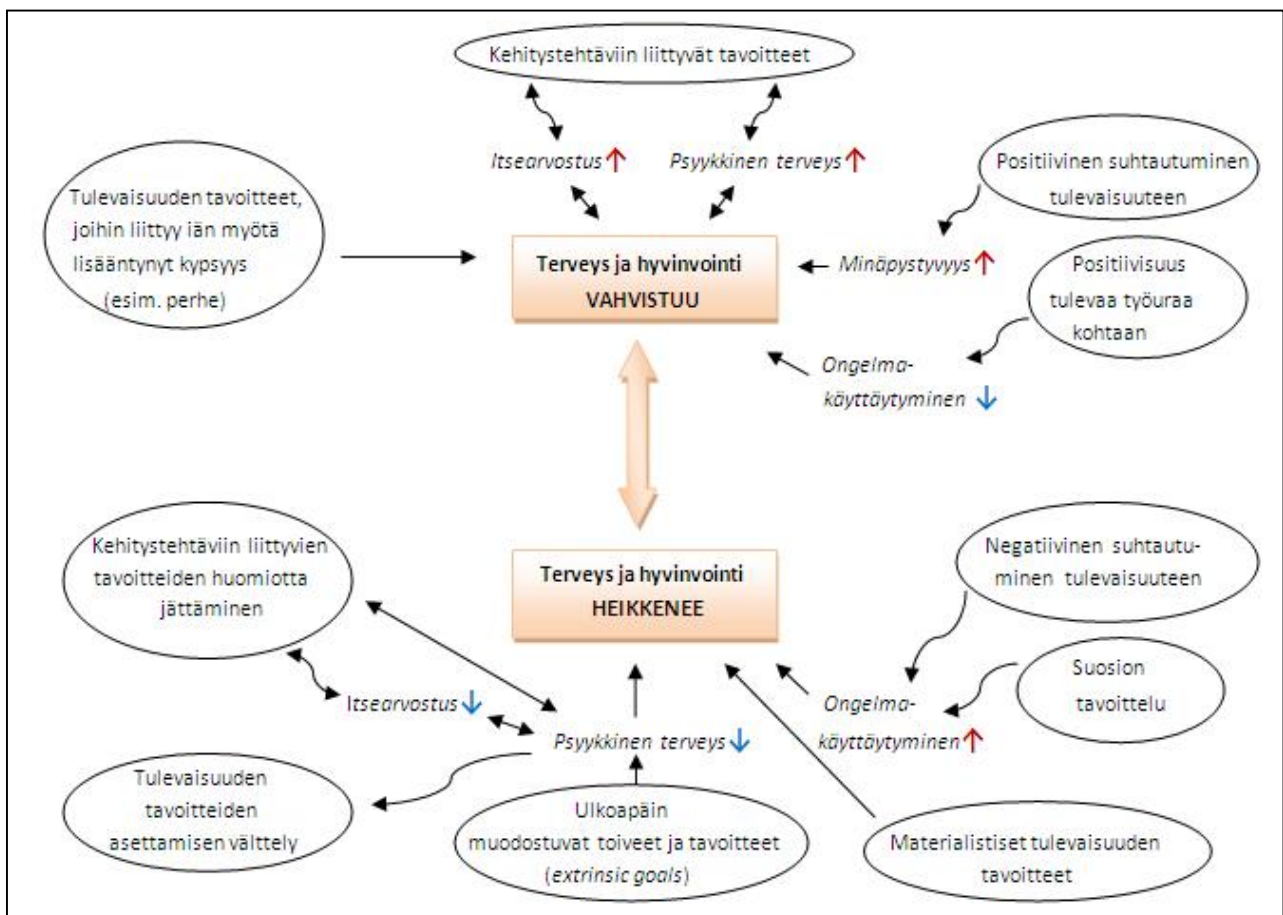 Kehitystehtäviin liittyvät tavoitteet
Itsearvostus ↑
Psyykkinen terveys ↑
Positiivinen suhtautuminen
tulevaisuuteen
Tulevaisuuden tavoitteet,
joihin liittyy iän myötä
lisääntynyt kypsyys
(esim. perhe)
Terveys ja hyvinvointi
VAHVISTUU
Minäpystyvyys ↑
Positiivisuus
tulevaa työuraa
kohtaan
Ongelma-
käyttäytyminen ↓
Kehitystehtäviin liittyvien
tavoitteiden huomiotta
jättäminen
Terveys ja hyvinvointi
HEIKKENEE
Negatiivinen suhtautu-
minen tulevaisuuteen
Suosion
tavoittelu
Itsearvostus ↓
Psyykkinen terveys ↓
Ongelma-
käyttäytyminen ↑
Tulevaisuuden
tavoitteiden
asettamisen välttely
Ulkoapäin
muodostuvat toiveet ja tavoitteet
(extrinsic goals)
Materialistiset tulevaisuuden
tavoitteet